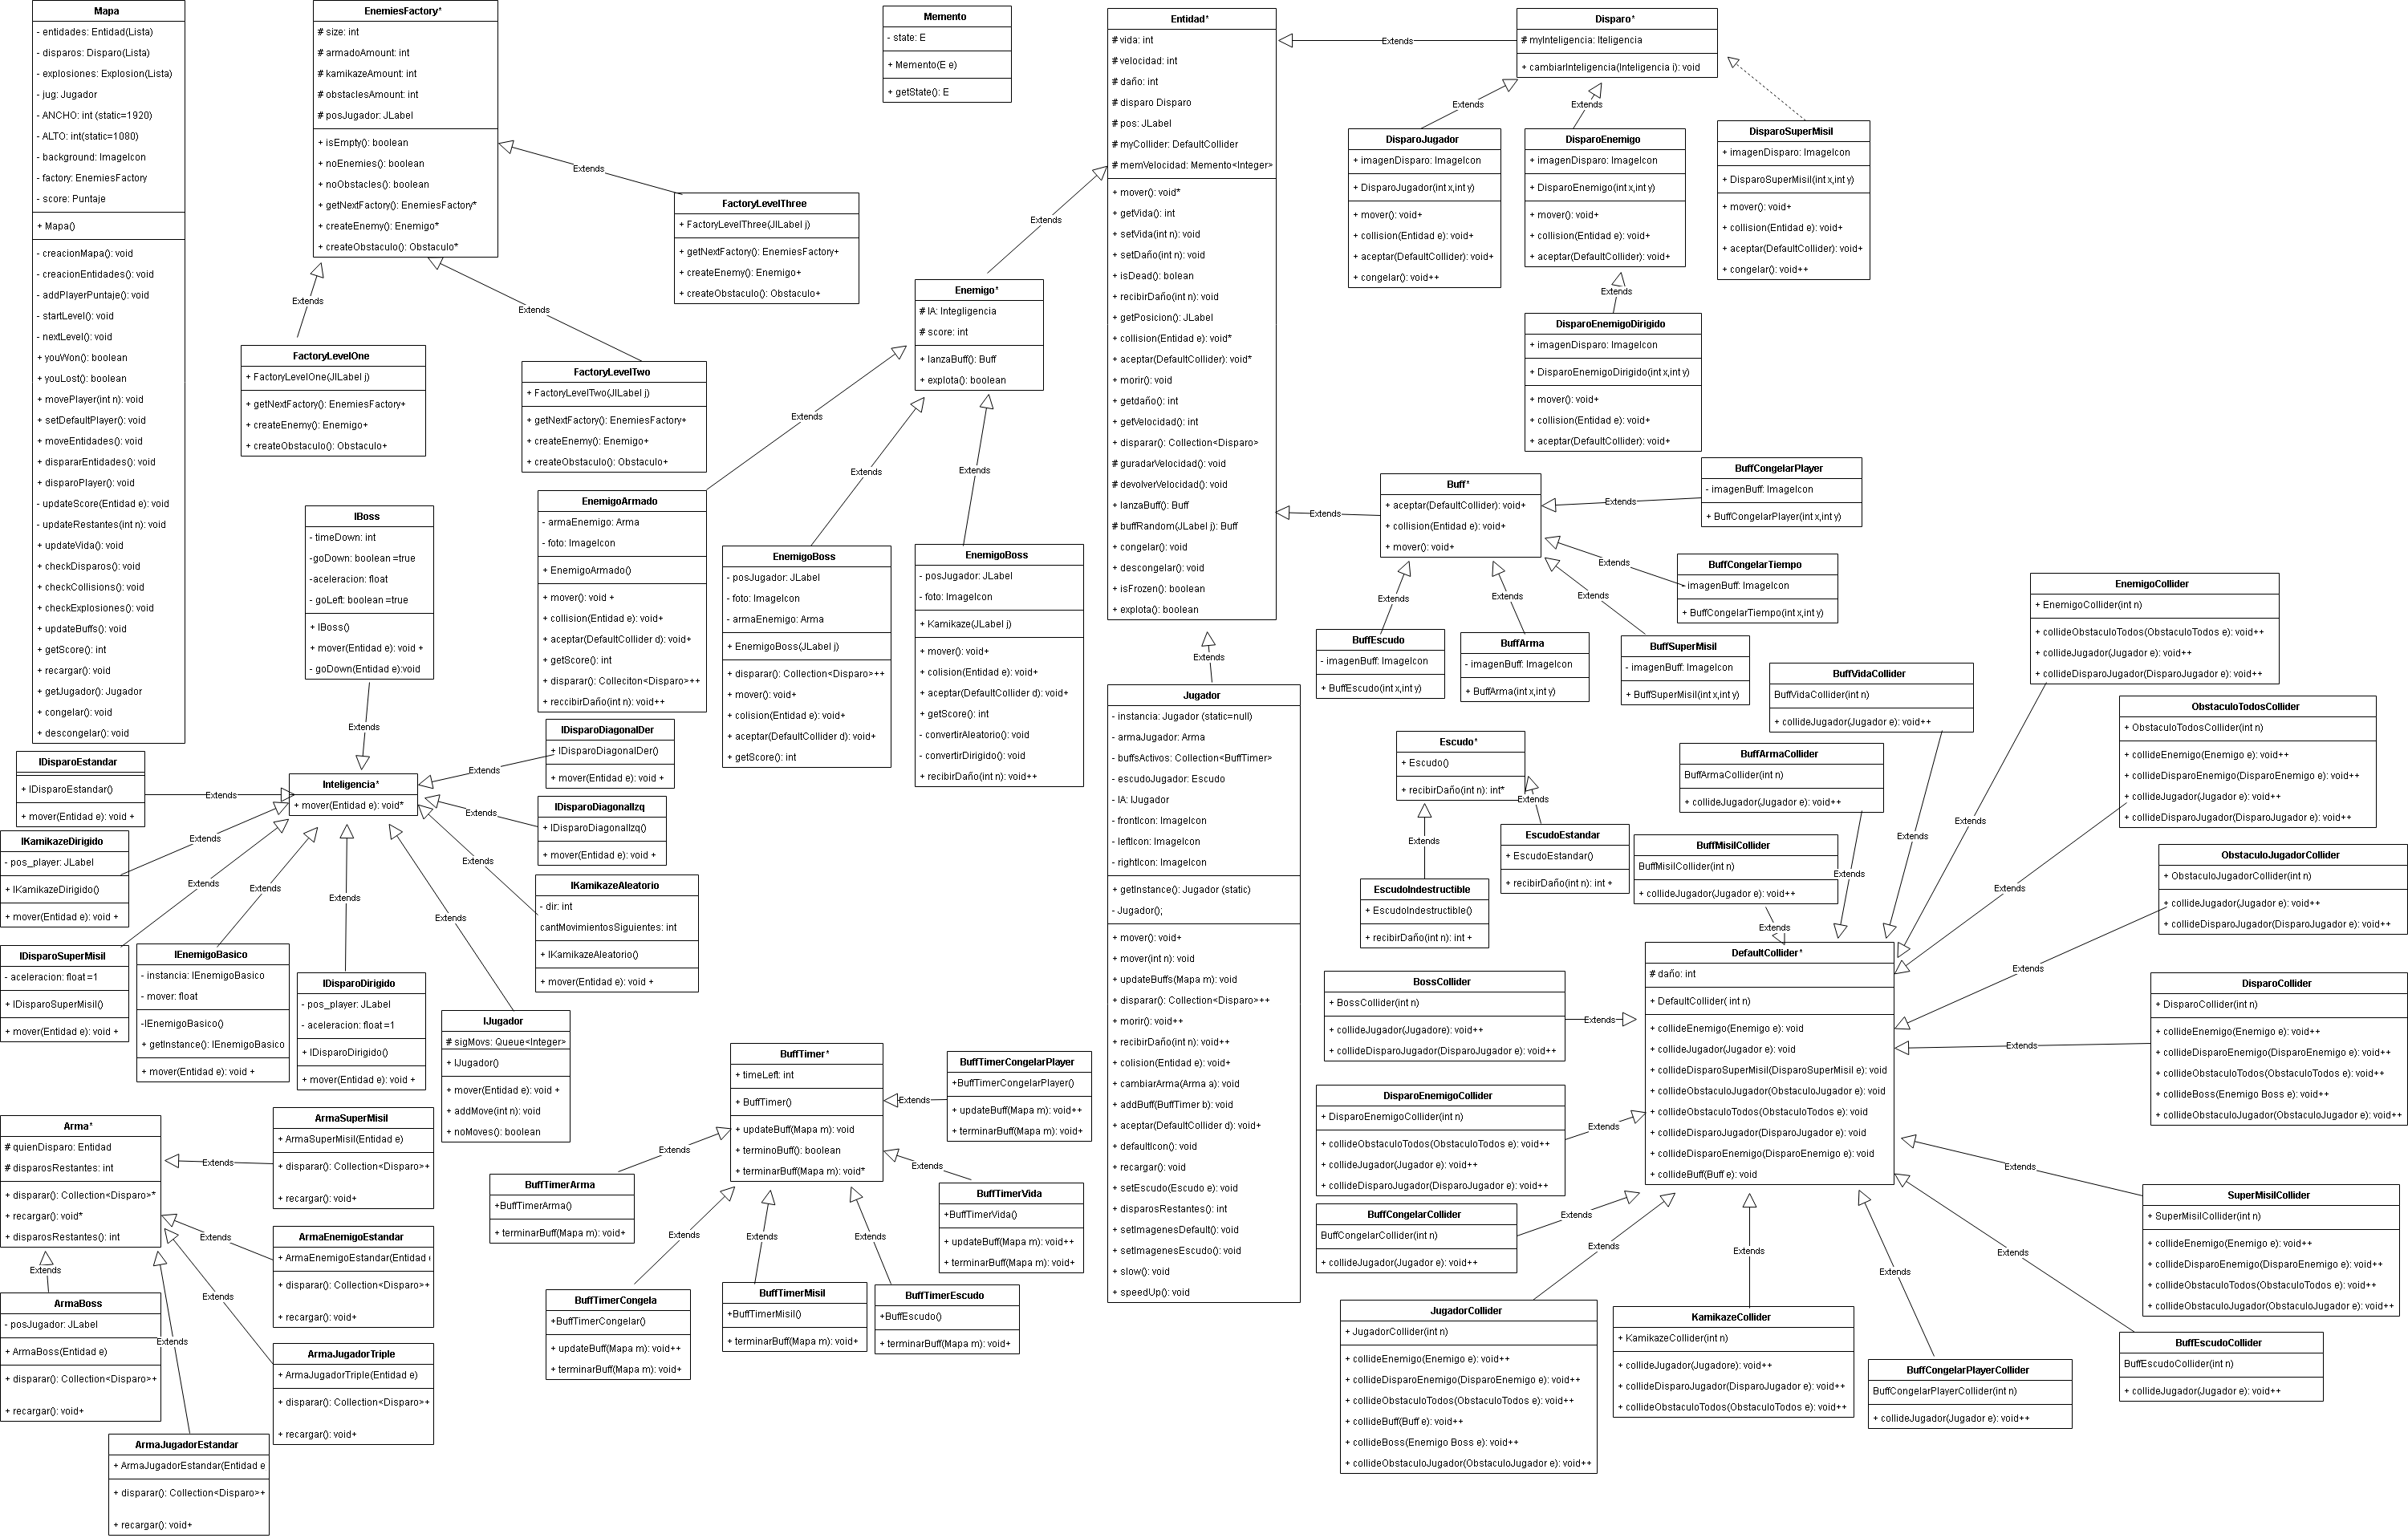 Mapa
- entidades: Entidad(Lista)
- disparos: Disparo(Lista)
- explosiones: Explosion(Lista)
- jug: Jugador
- ANCHO: int (static=1920)
- ALTO: int(static=1080)
- background: ImageIcon
- factory: EnemiesFactory
- score: Puntaje
+ Mapa()
- creacionMapa(): void
- creacionEntidades(): void
- addPlayerPuntaje(): void
- startLevel(): void
- nextLevel(): void
+ youWon(): boolean
+ youLost(): boolean
+ movePlayer(int n): void
+ setDefaultPlayer(): void
+ moveEntidades(): void
+ dispararEntidades(): void
+ disparoPlayer(): void
- updateScore(Entidad e): void
- updateRestantes(int n): void
+ updateVida(): void
+ checkDisparos(): void
+ checkCollisions(): void
+ checkExplosiones(): void
+ updateBuffs(): void
+ getScore(): int
+ recargar(): void
+ getJugador(): Jugador
+ congelar(): void
+ descongelar(): void
EnemiesFactory*
# size: int
# armadoAmount: int
# kamikazeAmount: int
# obstaclesAmount: int
# posJugador: JLabel
+ isEmpty(): boolean
+ noEnemies(): boolean
+ noObstacles(): boolean
+ getNextFactory(): EnemiesFactory*
+ createEnemy(): Enemigo*
+ createObstaculo(): Obstaculo*
Extends
Extends
Extends
FactoryLevelThree
+ FactoryLevelThree(JlLabel j)
+ getNextFactory(): EnemiesFactory+
+ createEnemy(): Enemigo+
+ createObstaculo(): Obstaculo+
FactoryLevelOne
+ FactoryLevelOne(JlLabel j)
+ getNextFactory(): EnemiesFactory+
+ createEnemy(): Enemigo+
+ createObstaculo(): Obstaculo+
FactoryLevelTwo
+ FactoryLevelTwo(JlLabel j)
+ getNextFactory(): EnemiesFactory+
+ createEnemy(): Enemigo+
+ createObstaculo(): Obstaculo+
Memento
- state: E
+ Memento(E e)
+ getState(): E
Entidad*
# vida: int
# velocidad: int
# daño: int
# disparo Disparo
# pos: JLabel
# myCollider: DefaultCollider
# memVelocidad: Memento<Integer>
+ mover(): void*
+ getVida(): int
+ setVida(int n): void
+ setDaño(int n): void
+ isDead(): bolean
+ recibirDaño(int n): void
+ getPosicion(): JLabel
+ collision(Entidad e): void*
+ aceptar(DefaultCollider): void*
+ morir(): void
+ getdaño(): int
+ getVelocidad(): int
+ disparar(): Collection<Disparo>
# guradarVelocidad(): void
# devolverVelocidad(): void
+ lanzaBuff(): Buff
# buffRandom(JLabel j): Buff
+ congelar(): void
+ descongelar(): void
+ isFrozen(): boolean
+ explota(): boolean
Extends
Disparo*
# myInteligencia: Iteligencia
+ cambiarInteligencia(Inteligencia i): void
Extends
Extends
DisparoJugador
+ imagenDisparo: ImageIcon
+ DisparoJugador(int x,int y)
+ mover(): void+
+ collision(Entidad e): void+
+ aceptar(DefaultCollider): void+
+ congelar(): void++
DisparoEnemigo
+ imagenDisparo: ImageIcon
+ DisparoEnemigo(int x,int y)
+ mover(): void+
+ collision(Entidad e): void+
+ aceptar(DefaultCollider): void+
DisparoSuperMisil
+ imagenDisparo: ImageIcon
+ DisparoSuperMisil(int x,int y)
+ mover(): void+
+ collision(Entidad e): void+
+ aceptar(DefaultCollider): void+
+ congelar(): void++
Extends
DisparoEnemigoDirigido
+ imagenDisparo: ImageIcon
+ DisparoEnemigoDirigido(int x,int y)
+ mover(): void+
+ collision(Entidad e): void+
+ aceptar(DefaultCollider): void+
Extends
Enemigo*
# IA: Integligencia
# score: int
+ lanzaBuff(): Buff
+ explota(): boolean
Extends
Extends
Extends
EnemigoArmado
- armaEnemigo: Arma
- foto: ImageIcon
+ EnemigoArmado()
+ mover(): void +
+ collision(Entidad e): void+
+ aceptar(DefaultCollider d): void+
+ getScore(): int
+ disparar(): Colleciton<Disparo>++
+ reccibirDaño(int n): void++
EnemigoBoss
- posJugador: JLabel
- foto: ImageIcon
- armaEnemigo: Arma
+ EnemigoBoss(JLabel j)
+ disparar(): Collection<Disparo>++
+ mover(): void+
+ colision(Entidad e): void+
+ aceptar(DefaultCollider d): void+
+ getScore(): int
EnemigoBoss
- posJugador: JLabel
- foto: ImageIcon
+ Kamikaze(JLabel j)
+ mover(): void+
+ colision(Entidad e): void+
+ aceptar(DefaultCollider d): void+
+ getScore(): int
- convertirAleatorio(): void
- convertirDirigido(): void
+ recibirDaño(int n): void++
Extends
Buff*
+ aceptar(DefaultCollider): void+
+ collision(Entidad e): void+
+ mover(): void+
Extends
BuffCongelarPlayer
- imagenBuff: ImageIcon
+ BuffCongelarPlayer(int x,int y)
Extends
BuffCongelarTiempo
- imagenBuff: ImageIcon
+ BuffCongelarTiempo(int x,int y)
Extends
Extends
Extends
BuffEscudo
- imagenBuff: ImageIcon
+ BuffEscudo(int x,int y)
BuffArma
- imagenBuff: ImageIcon
+ BuffArma(int x,int y)
BuffSuperMisil
- imagenBuff: ImageIcon
+ BuffSuperMisil(int x,int y)
IBoss
- timeDown: int
-goDown: boolean =true
-aceleracion: float
- goLeft: boolean =true
+ IBoss()
+ mover(Entidad e): void +
- goDown(Entidad e):void
Extends
Inteligencia*
+ mover(Entidad e): void*
IDisparoEstandar
+ IDisparoEstandar()
+ mover(Entidad e): void +
Extends
IKamikazeDirigido
- pos_player: JLabel
+ IKamikazeDirigido()
+ mover(Entidad e): void +
Extends
IDisparoSuperMisil
- aceleracion: float =1
+ IDisparoSuperMisil()
+ mover(Entidad e): void +
Extends
IEnemigoBasico
- instancia: IEnemigoBasico
- mover: float
-IEnemigoBasico()
+ getInstance(): IEnemigoBasico
+ mover(Entidad e): void +
Extends
IDisparoDirigido
- pos_player: JLabel
- aceleracion: float =1
+ IDisparoDirigido()
+ mover(Entidad e): void +
Extends
IJugador
# sigMovs: Queue<Integer>
+ IJugador()
+ mover(Entidad e): void +
+ addMove(int n): void
+ noMoves(): boolean
Extends
IDisparoDiagonalDer
+ IDisparoDiagonalDer()
+ mover(Entidad e): void +
Extends
IDisparoDiagonalIzq
+ IDisparoDiagonalIzq()
+ mover(Entidad e): void +
Extends
IKamikazeAleatorio
- dir: int
cantMovimientosSiguientes: int
+ IKamikazeAleatorio()
+ mover(Entidad e): void +
Extends
Extends
Jugador
- instancia: Jugador (static=null)
- armaJugador: Arma
- buffsActivos: Collection<BuffTimer>
- escudoJugador: Escudo
- IA: IJugador
- frontIcon: ImageIcon
- leftIcon: ImageIcon
- rightIcon: ImageIcon
+ getInstance(): Jugador (static)
- Jugador();
+ mover(): void+
+ mover(int n): void
+ updateBuffs(Mapa m): void
+ disparar(): Collection<Disparo>++
+ morir(): void++
+ recibirDaño(int n): void++
+ colision(Entidad e): void+
+ cambiarArma(Arma a): void
+ addBuff(BuffTimer b): void
+ aceptar(DefaultCollider d): void+
+ defaultIcon(): void
+ recargar(): void
+ setEscudo(Escudo e): void
+ disparosRestantes(): int
+ setImagenesDefault(): void
+ setImagenesEscudo(): void
+ slow(): void
+ speedUp(): void
Escudo*
+ Escudo()
+ recibirDaño(int n): int*
Extends
Extends
EscudoEstandar
+ EscudoEstandar()
+ recibirDaño(int n): int +
EscudoIndestructible
+ EscudoIndestructible()
+ recibirDaño(int n): int +
Arma*
# quienDisparo: Entidad
# disparosRestantes: int
+ disparar(): Collection<Disparo>*
+ recargar(): void*
+ disparosRestantes(): int
Extends
ArmaSuperMisil
+ ArmaSuperMisil(Entidad e)
+ disparar(): Collection<Disparo>+
+ recargar(): void+
Extends
ArmaEnemigoEstandar
+ ArmaEnemigoEstandar(Entidad e
+ disparar(): Collection<Disparo>+
+ recargar(): void+
Extends
ArmaJugadorTriple
+ ArmaJugadorTriple(Entidad e)
+ disparar(): Collection<Disparo>+
+ recargar(): void+
Extends
ArmaBoss
- posJugador: JLabel
+ ArmaBoss(Entidad e)
+ disparar(): Collection<Disparo>+
+ recargar(): void+
Extends
ArmaJugadorEstandar
+ ArmaJugadorEstandar(Entidad e
+ disparar(): Collection<Disparo>+
+ recargar(): void+
BuffTimer*
+ timeLeft: int
+ BuffTimer()
+ updateBuff(Mapa m): void
+ terminoBuff(): boolean
+ terminarBuff(Mapa m): void*
Extends
BuffTimerCongelarPlayer
+BuffTimerCongelarPlayer()
+ updateBuff(Mapa m): void++
+ terminarBuff(Mapa m): void+
Extends
BuffTimerVida
+BuffTimerVida()
+ updateBuff(Mapa m): void++
+ terminarBuff(Mapa m): void+
Extends
BuffTimerArma
+BuffTimerArma()
+ terminarBuff(Mapa m): void+
Extends
BuffTimerCongela
+BuffTimerCongelar()
+ updateBuff(Mapa m): void++
+ terminarBuff(Mapa m): void+
Extends
BuffTimerMisil
+BuffTimerMisil()
+ terminarBuff(Mapa m): void+
Extends
BuffTimerEscudo
+BuffEscudo()
+ terminarBuff(Mapa m): void+
EnemigoCollider
+ EnemigoCollider(int n)
+ collideObstaculoTodos(ObstaculoTodos e): void++
+ collideJugador(Jugador e): void++
+ collideDisparoJugador(DisparoJugador e): void++
Extends
BuffVidaCollider
BuffVidaCollider(int n)
+ collideJugador(Jugador e): void++
Extends
ObstaculoTodosCollider
+ ObstaculoTodosCollider(int n)
+ collideEnemigo(Enemigo e): void++
+ collideDisparoEnemigo(DisparoEnemigo e): void++
+ collideJugador(Jugador e): void++
+ collideDisparoJugador(DisparoJugador e): void++
Extends
BuffArmaCollider
BuffArmaCollider(int n)
+ collideJugador(Jugador e): void++
Extends
BuffMisilCollider
BuffMisilCollider(int n)
+ collideJugador(Jugador e): void++
Extends
ObstaculoJugadorCollider
+ ObstaculoJugadorCollider(int n)
+ collideJugador(Jugador e): void++
+ collideDisparoJugador(DisparoJugador e): void++
Extends
DefaultCollider*
# daño: int
+ DefaultCollider( int n)
+ collideEnemigo(Enemigo e): void
+ collideJugador(Jugador e): void
+ collideDisparoSuperMisil(DisparoSuperMisil e): void
+ collideObstaculoJugador(ObstaculoJugador e): void
+ collideObstaculoTodos(ObstaculoTodos e): void
+ collideDisparoJugador(DisparoJugador e): void
+ collideDisparoEnemigo(DisparoEnemigo e): void
+ collideBuff(Buff e): void
BossCollider
+ BossCollider(int n)
+ collideJugador(Jugadore): void++
+ collideDisparoJugador(DisparoJugador e): void++
Extends
DisparoCollider
+ DisparoCollider(int n)
+ collideEnemigo(Enemigo e): void++
+ collideDisparoEnemigo(DisparoEnemigo e): void++
+ collideObstaculoTodos(ObstaculoTodos e): void++
+ collideBoss(Enemigo Boss e): void++
+ collideObstaculoJugador(ObstaculoJugador e): void++
Extends
DisparoEnemigoCollider
+ DisparoEnemigoCollider(int n)
+ collideObstaculoTodos(ObstaculoTodos e): void++
+ collideJugador(Jugador e): void++
+ collideDisparoJugador(DisparoJugador e): void++
Extends
SuperMisilCollider
+ SuperMisilCollider(int n)
+ collideEnemigo(Enemigo e): void++
+ collideDisparoEnemigo(DisparoEnemigo e): void++
+ collideObstaculoTodos(ObstaculoTodos e): void++
+ collideObstaculoJugador(ObstaculoJugador e): void++
Extends
BuffCongelarCollider
BuffCongelarCollider(int n)
+ collideJugador(Jugador e): void++
Extends
JugadorCollider
+ JugadorCollider(int n)
+ collideEnemigo(Enemigo e): void++
+ collideDisparoEnemigo(DisparoEnemigo e): void++
+ collideObstaculoTodos(ObstaculoTodos e): void++
+ collideBuff(Buff e): void++
+ collideBoss(Enemigo Boss e): void++
+ collideObstaculoJugador(ObstaculoJugador e): void++
Extends
KamikazeCollider
+ KamikazeCollider(int n)
+ collideJugador(Jugadore): void++
+ collideDisparoJugador(DisparoJugador e): void++
+ collideObstaculoTodos(ObstaculoTodos e): void++
Extends
BuffCongelarPlayerCollider
BuffCongelarPlayerCollider(int n)
+ collideJugador(Jugador e): void++
Extends
BuffEscudoCollider
BuffEscudoCollider(int n)
+ collideJugador(Jugador e): void++
Extends